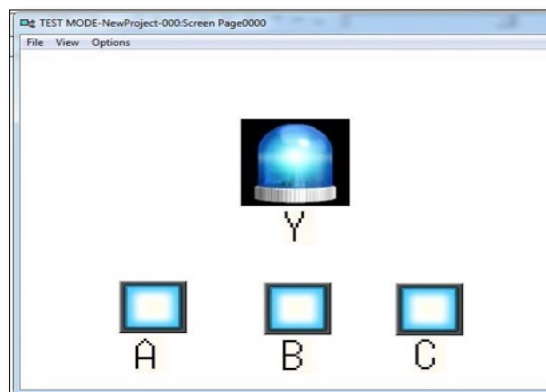 TEST MODE-NewProject-000:Screen Page0000
File View Options
Y
A B C